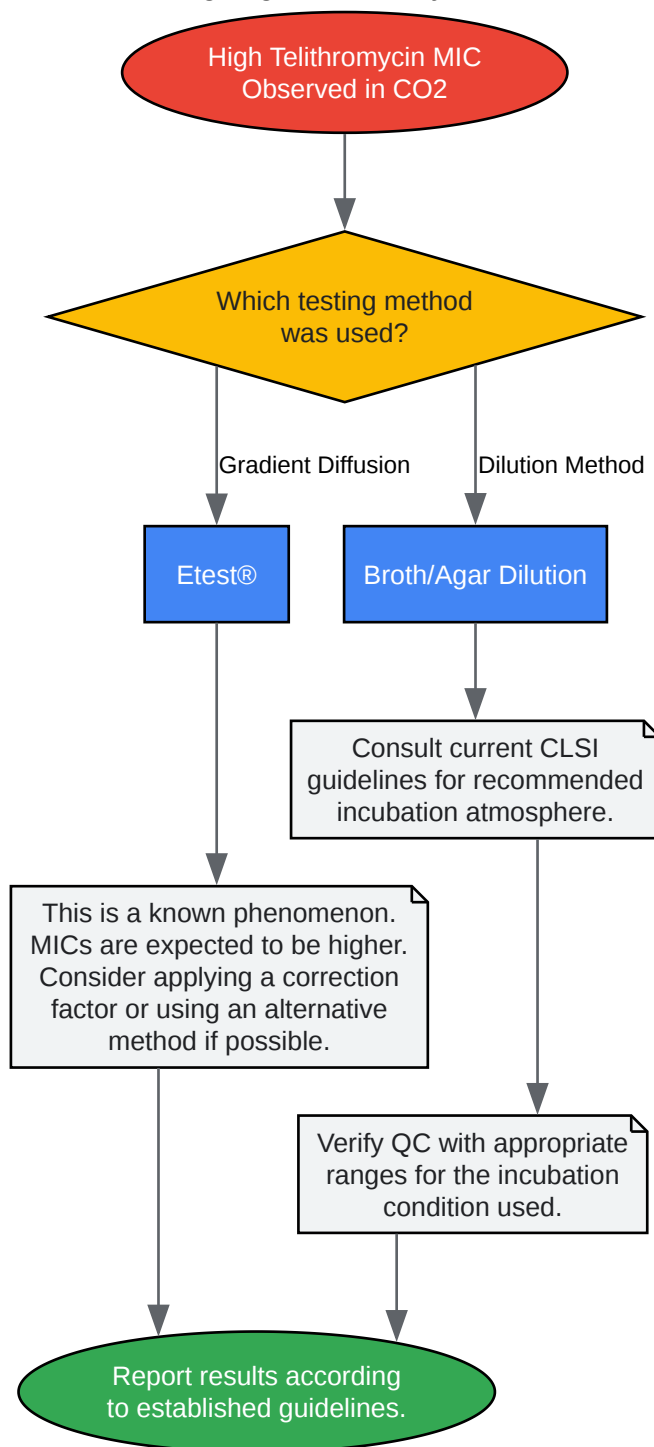 High Telithromycin MIC
Observed in CO2
Which testing method
was used?
Gradient Diffusion
Dilution Method
Etest®
Broth/Agar Dilution
Consult current CLSI
guidelines for recommended
incubation atmosphere.
This is a known phenomenon.
MICs are expected to be higher.
Consider applying a correction
factor or using an alternative
method if possible.
Verify QC with appropriate
ranges for the incubation
condition used.
Report results according
to established guidelines.